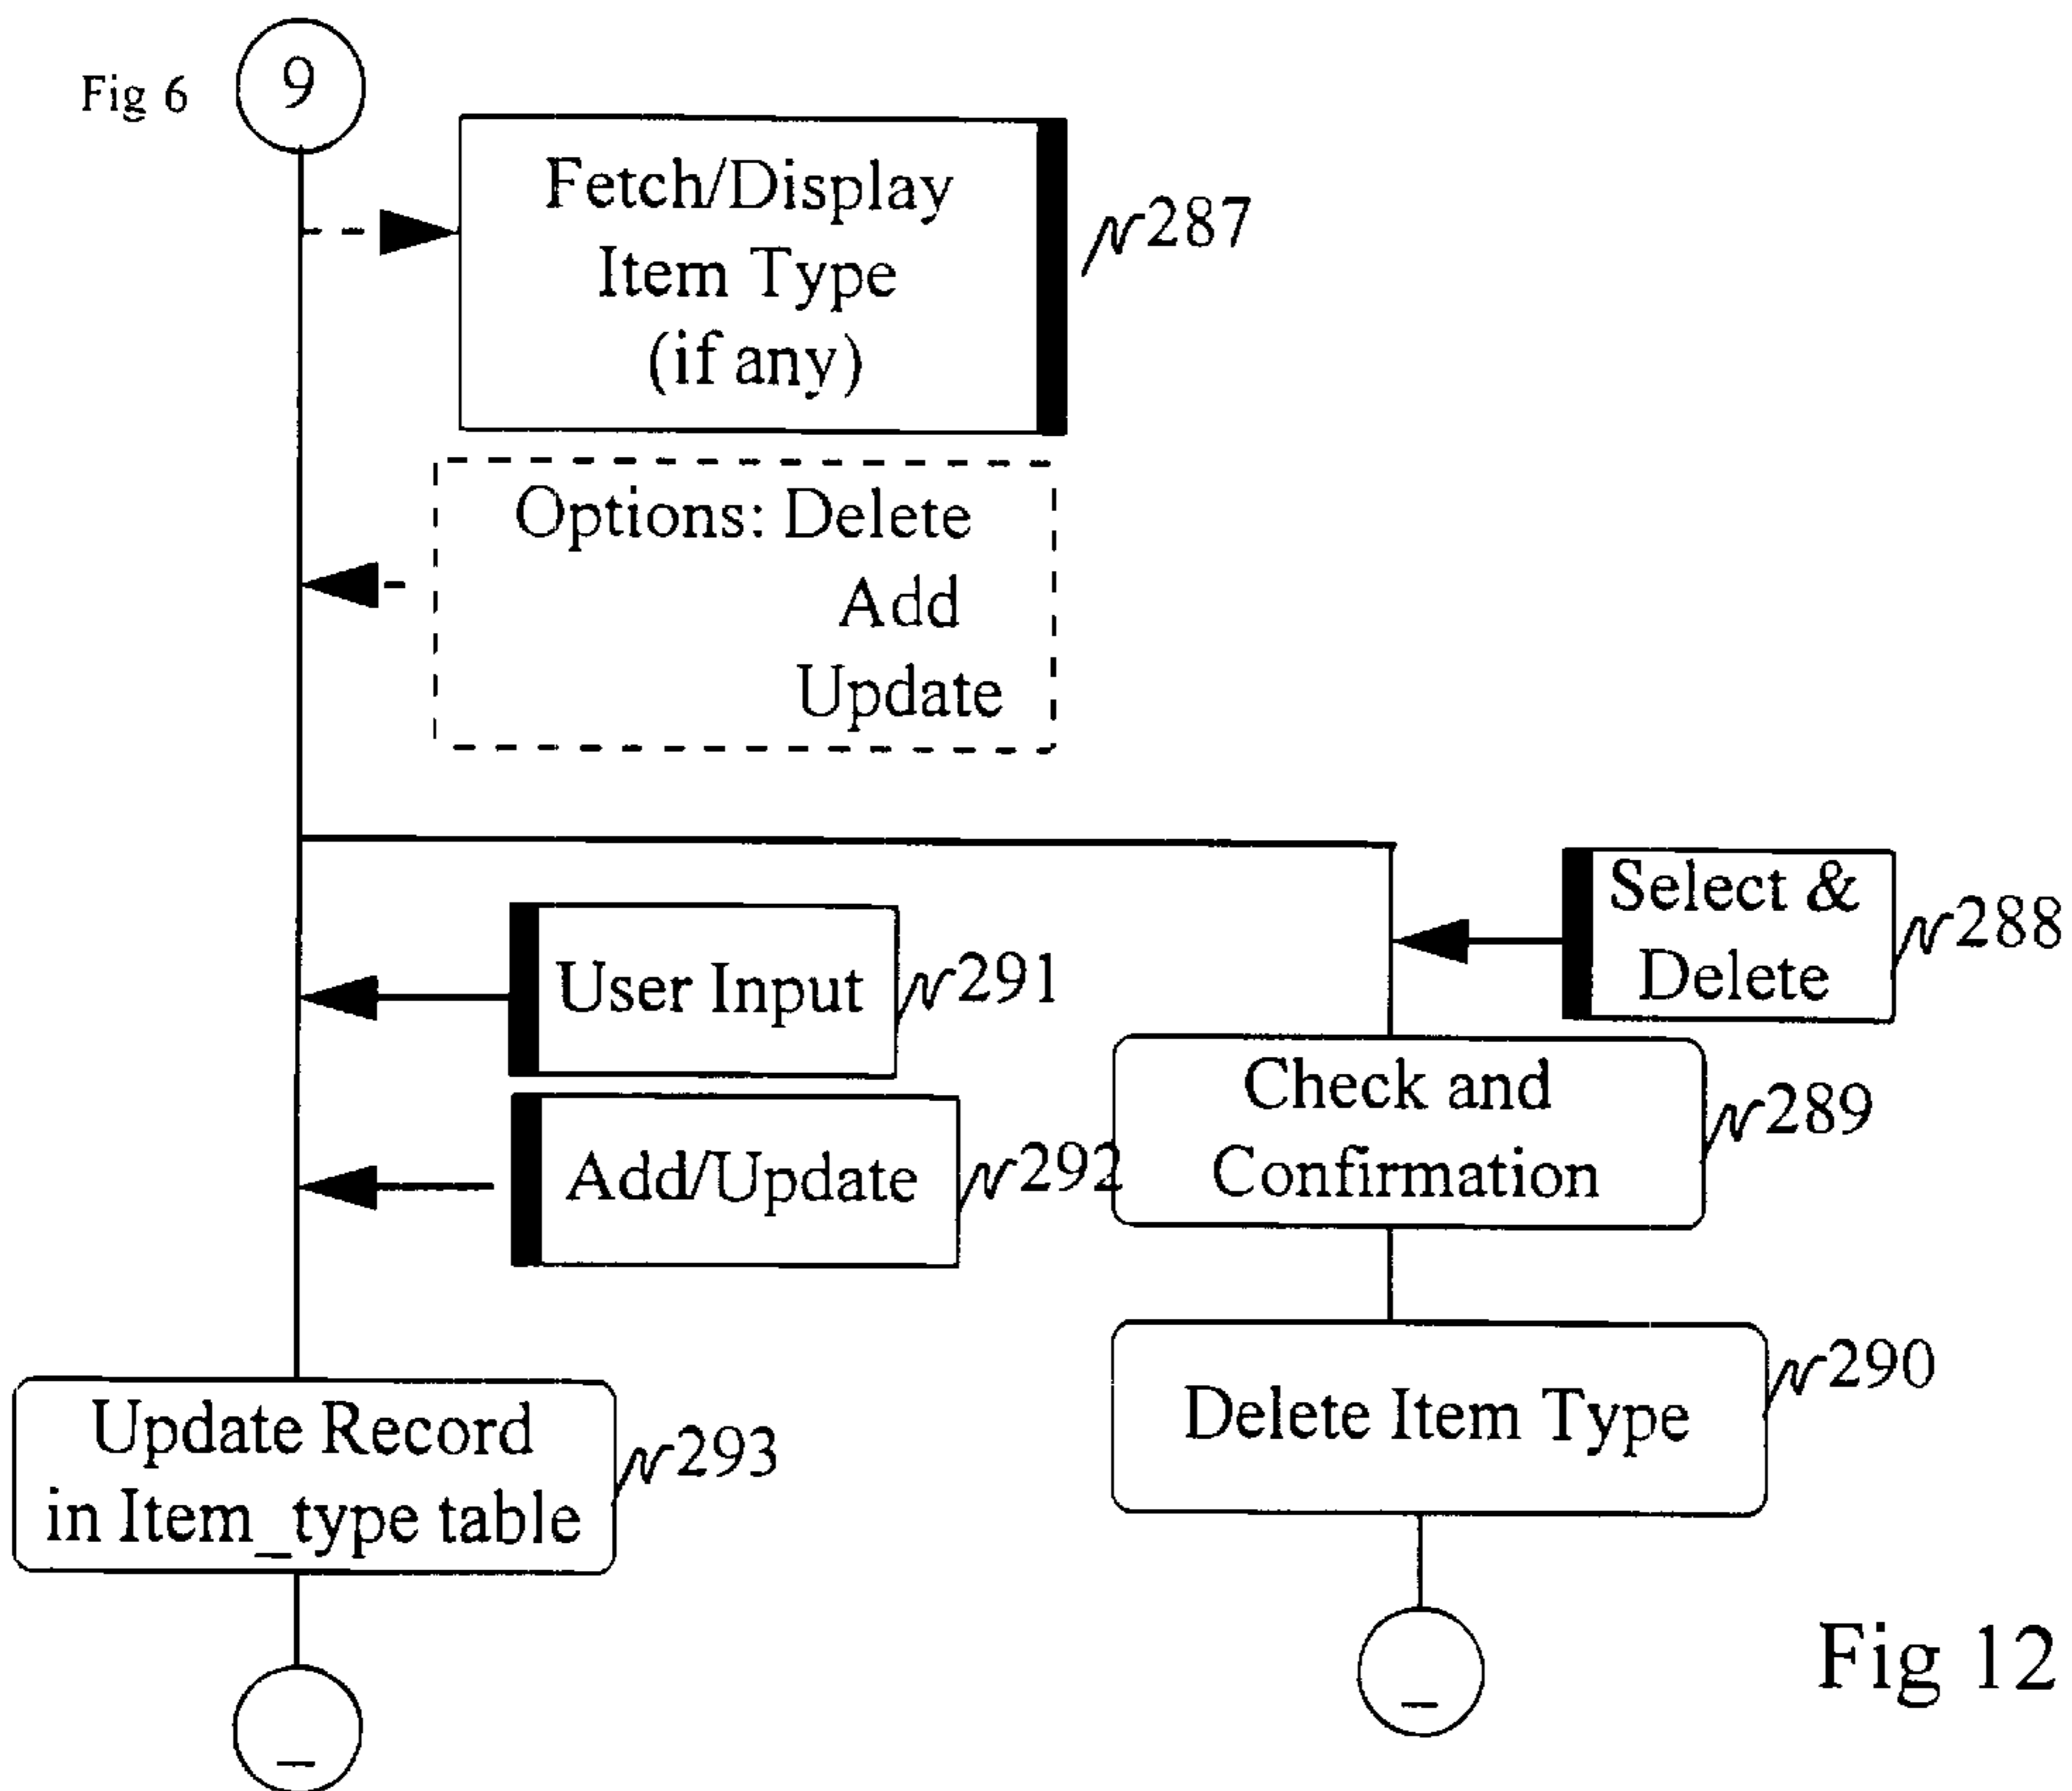 Fig 6
9
Fetch/Display
Item Type
(if any)
287
Options: Delete
Add
Update
Select &
Delete
288
User Input
291
Check and
Confirmation
289
Add/Update
292
Delete Item Type
290
Update Record
in Item_type table
293
_
_
Fig 12